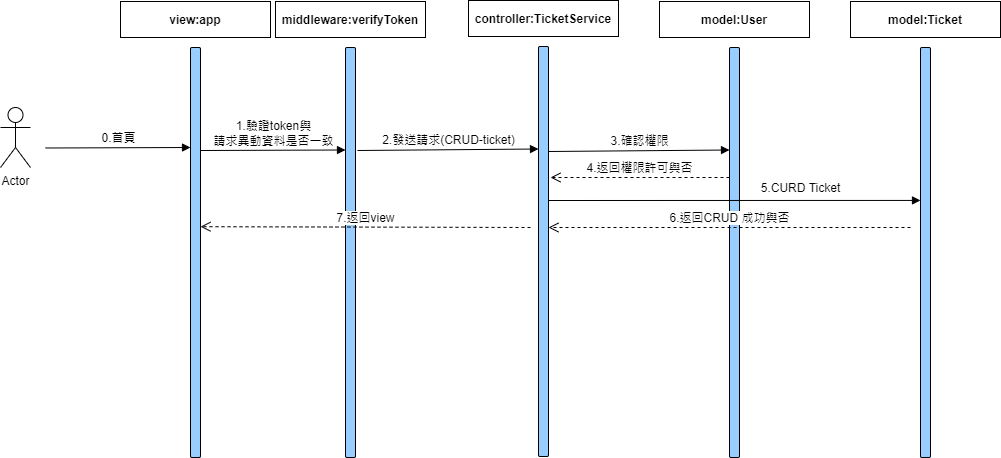 view:app
middleware:verifyToken
controller:TicketService
model:User
model:Ticket
Actor
0.首頁
1.驗證token與
請求異動資料是否一致
2.發送請求(CRUD-ticket)
3.確認權限
4.返回權限許可與否
5.CURD Ticket
6.返回CRUD 成功與否
7.返回view